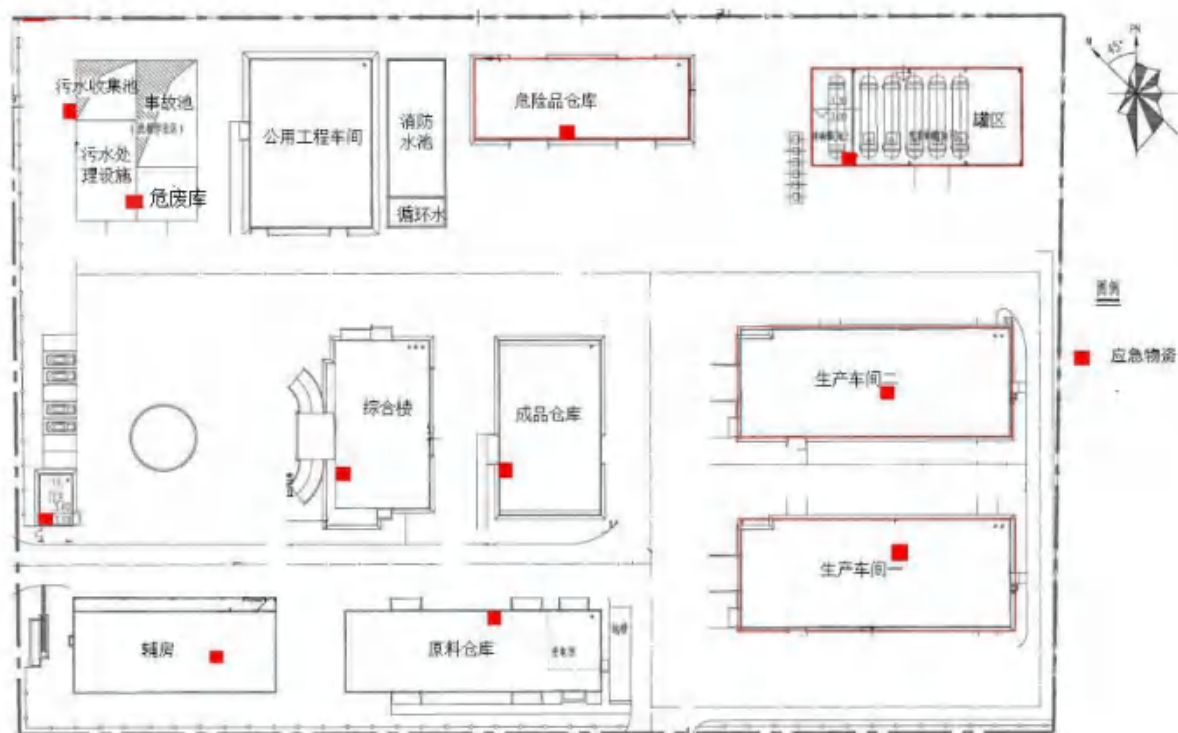 污水收集池
事故池
污水处
理设施
危废库
公用工程车间
消防
水池
循环水
危险品仓库
罐区
N
45°
图例
应急物资
综合楼
成品仓库
生产车间二
生产车间一
辅房
原料仓库